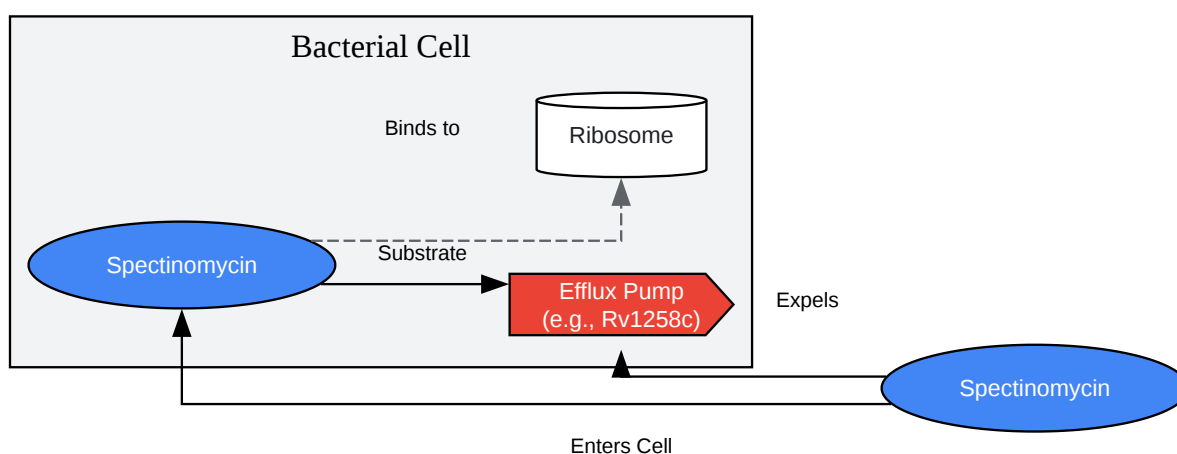 Bacterial Cell
Binds to
Ribosome
Spectinomycin
Substrate
Efflux Pump
(e.g., Rv1258c)
Expels
Spectinomycin
Enters Cell